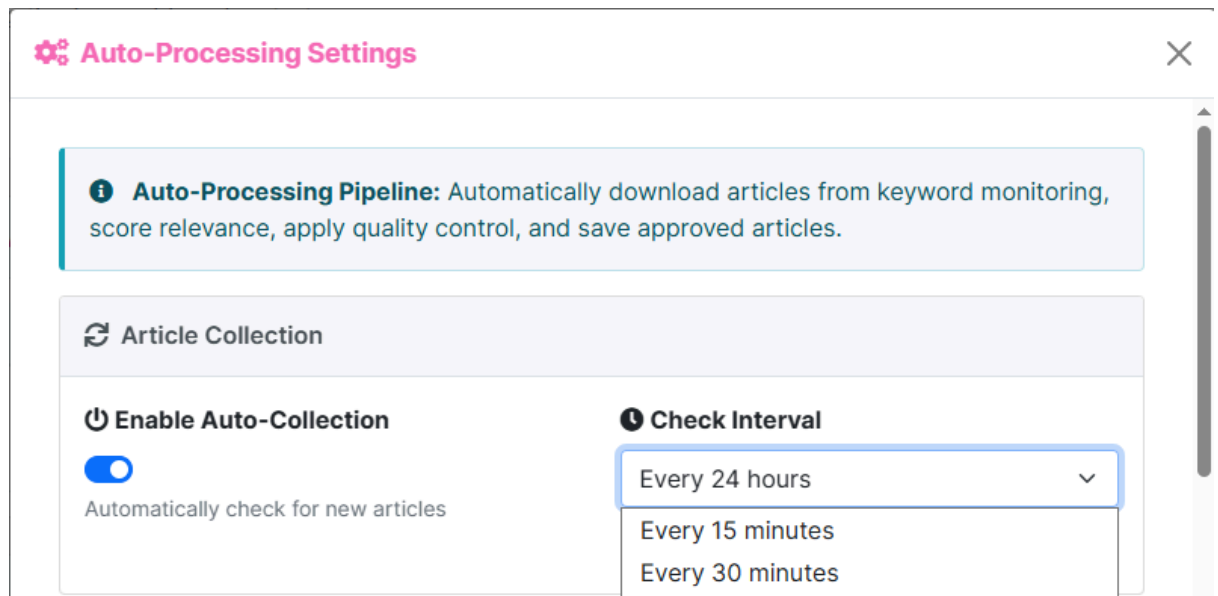 Auto-Processing Settings
Auto-Processing Pipeline: Automatically download articles from keyword monitoring,
score relevance, apply quality control, and save approved articles.
Article Collection
Enable Auto-Collection
Automatically check for new articles
Check Interval
Every 24 hours
Every 15 minutes
Every 30 minutes